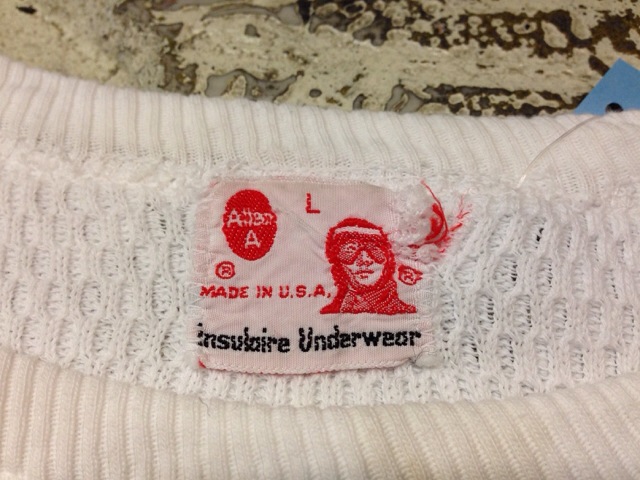 L
Allen
A
®
®
MADE IN U.S.A.
insulaire Underwear